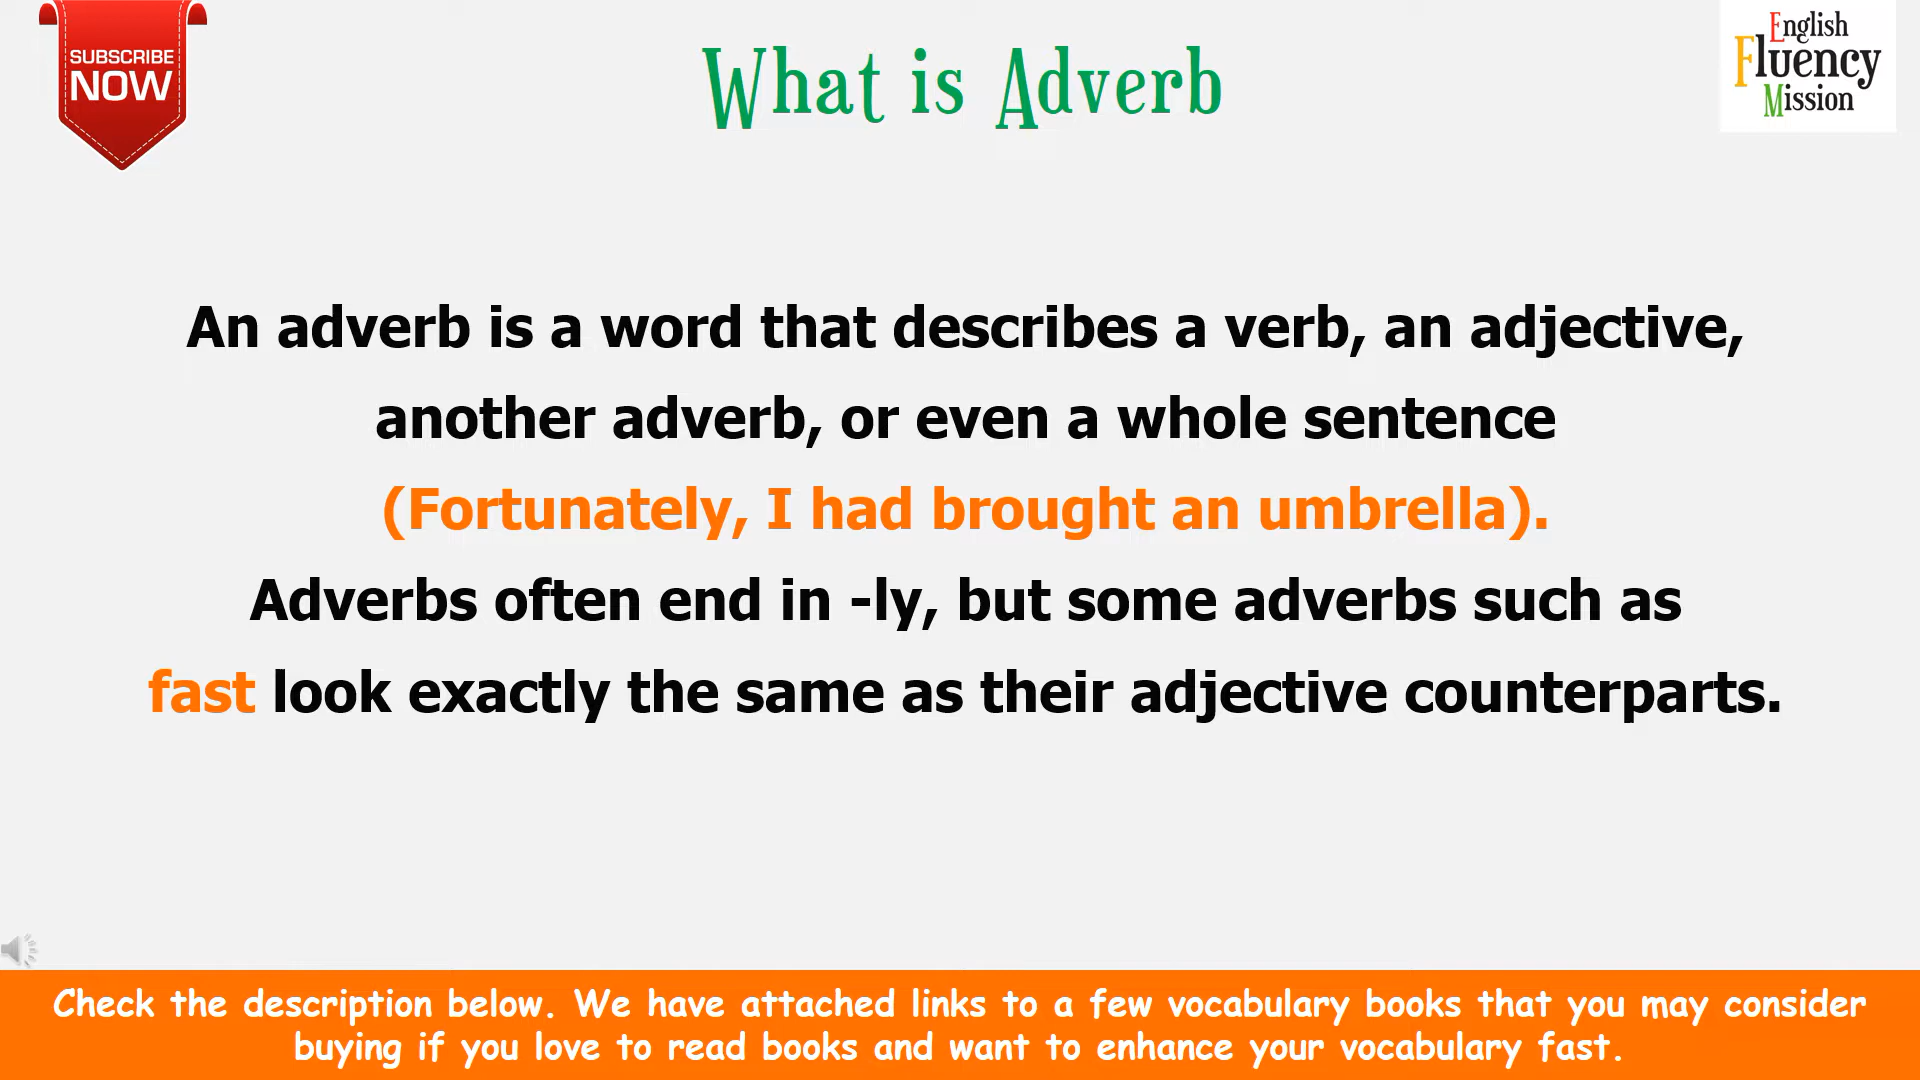 SUBSCRIBE
NOW
What is Adverb
English
Fluency
Mission
An adverb is a word that describes a verb, an adjective,
another adverb, or even a whole sentence
(Fortunately, I had brought an umbrella).
Adverbs often end in -ly, but some adverbs such as
fast look exactly the same as their adjective counterparts.
Check the description below. We have attached links to a few vocabulary books that you may consider
buying if you love to read books and want to enhance your vocabulary fast.